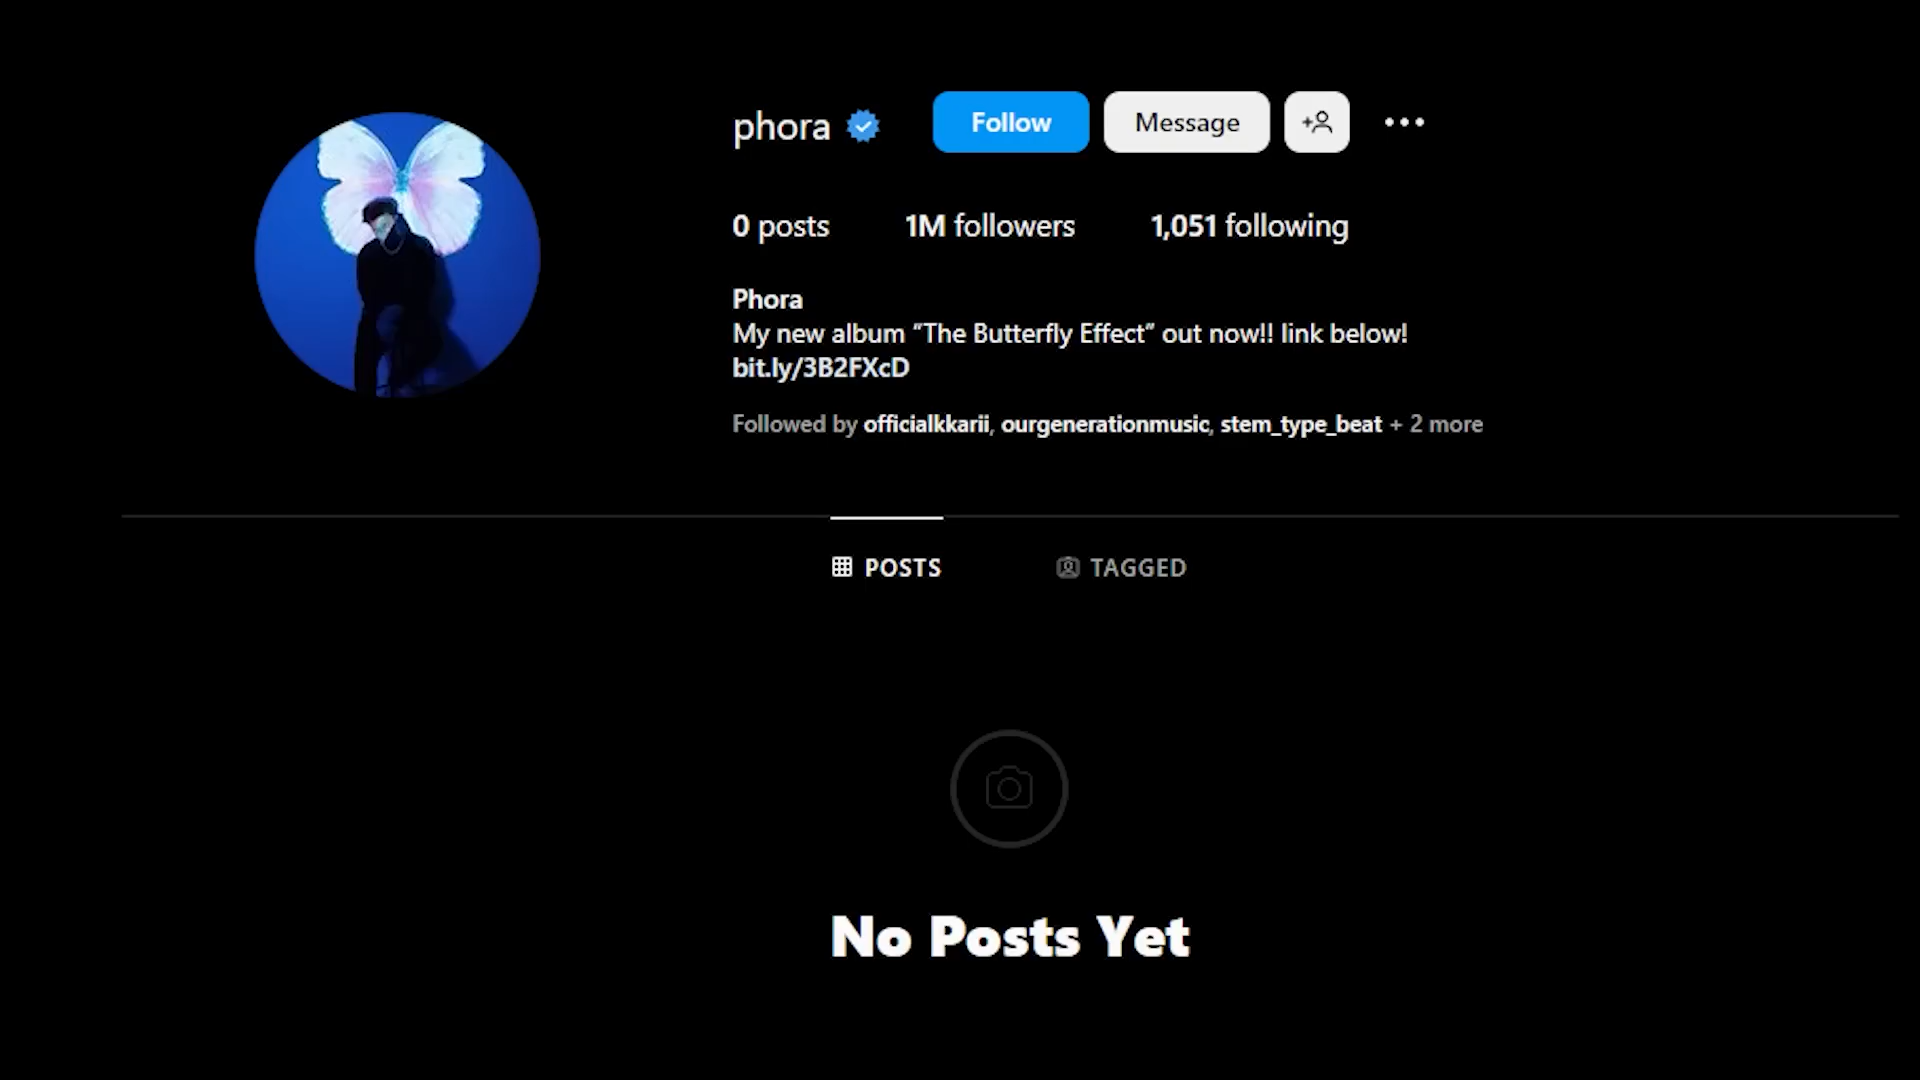 phora
Follow
Message
0 posts
1M followers
1,051 following
Phora
My new album “The Butterfly Effect” out now!! link below!
bit.ly/3B2FXcD
Followed by officialkkarii, ourgenerationmusic, stem_type_beat + 2 more
POSTS
TAGGED
No Posts Yet